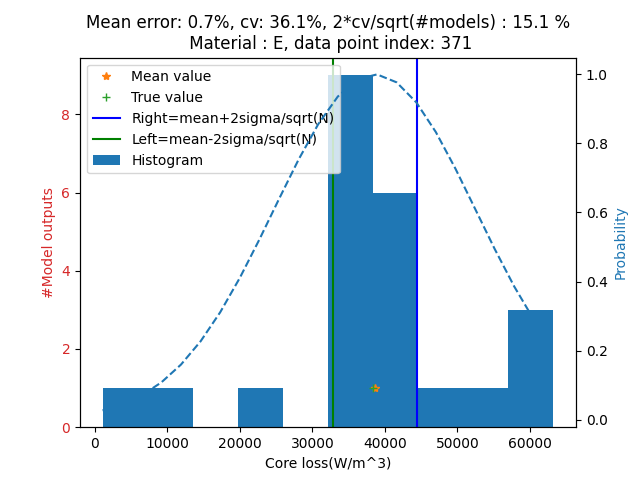 Mean error: 0.7%, cv: 36.1%, 2*cv/sqrt(#models) : 15.1 %
Material : E, data point index: 371
Mean value
True value
Right=mean+2sigma/sqrt(N)
Left=mean-2sigma/sqrt(N)
Histogram
#Model outputs
0
2
4
6
8
Probability
0.0
0.2
0.4
0.6
0.8
1.0
0 10000 20000 30000 40000 50000 60000
Core loss(W/m^3)